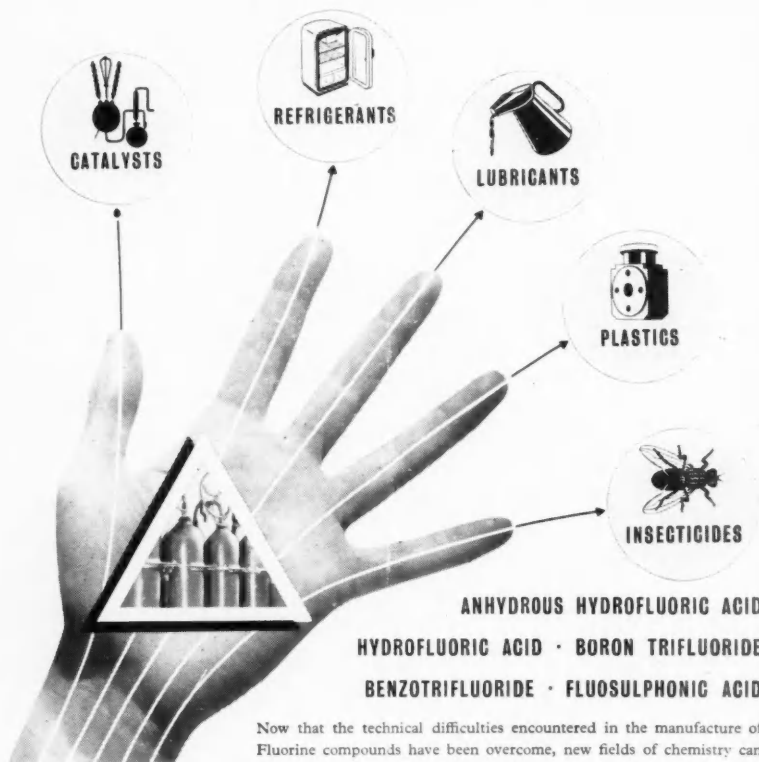 CATALYSTS
REFRIGERANTS
LUBRICANTS
PLASTICS
INSECTICIDES
ANHYDROUS HYDROFLUORIC ACID
HYDROFLUORIC ACID · BORON TRIFLUORIDE
BENZOTRIFLUORIDE · FLUOSULPHONIC ACID
Now that the technical difficulties encountered in the manufacture of
Fluorine compounds have been overcome, new fields of chemistry can